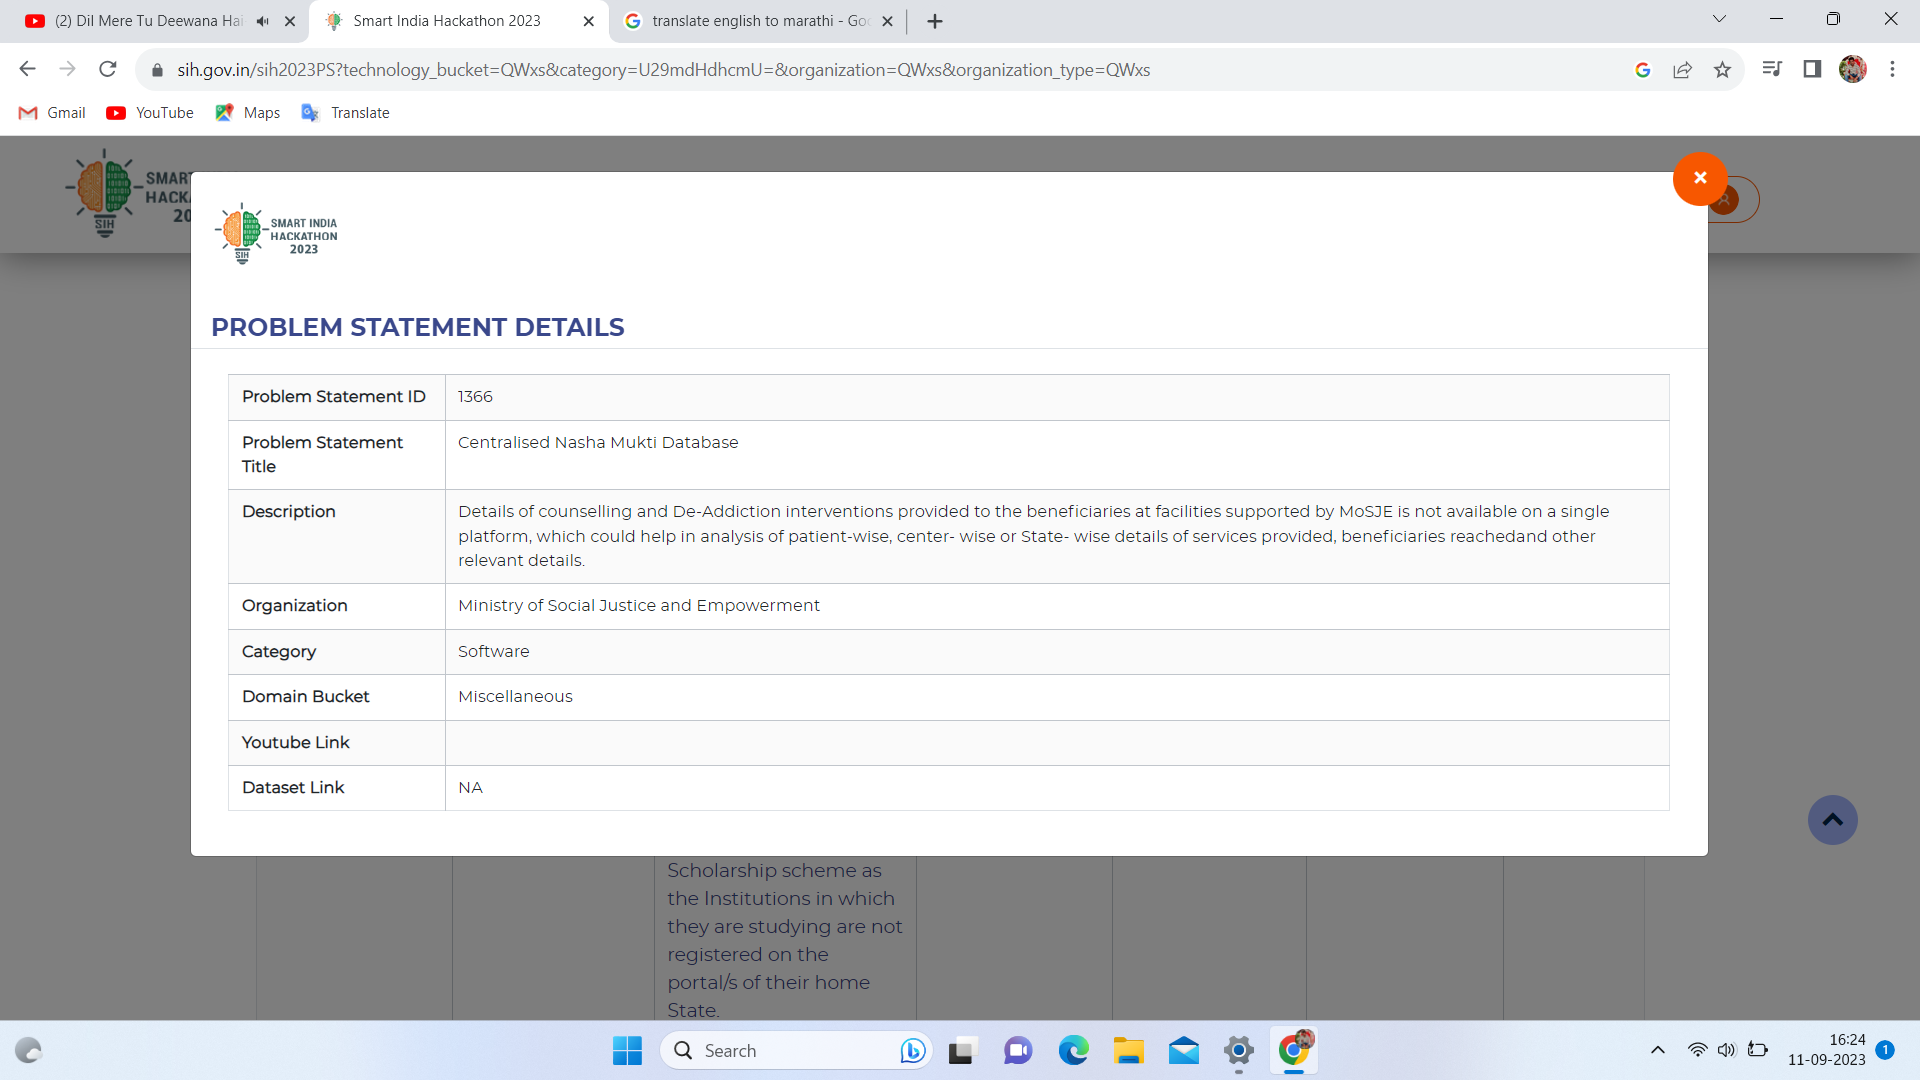 (2) Dil Mere Tu Deewana Hai
Smart India Hackathon 2023
translate english to marathi - Goo
sih.gov.in/sih2023PS?technology_bucket=QWxs&category=U29mdHdhcmU=&organization=QWxs&organization_type=QWxs
Gmail
YouTube
Maps
Translate
SMART
HACKA
20
SIH
SMART INDIA
HACKATHON
2023
SIH
PROBLEM STATEMENT DETAILS
Problem Statement ID
1366
Problem Statement
Title
Centralised Nasha Mukti Database
Description
Details of counselling and De-Addiction interventions provided to the beneficiaries at facilities supported by MoSJE is not available on a single
platform, which could help in analysis of patient-wise, center- wise or State- wise details of services provided, beneficiaries reachedand other
relevant details.
Organization
Ministry of Social Justice and Empowerment
Category
Software
Domain Bucket
Miscellaneous
Youtube Link
Dataset Link
NA
Scholarship scheme as
the Institutions in which
they are studying are not
registered on the
portal/s of their home
State.
Search
16:24
11-09-2023
1